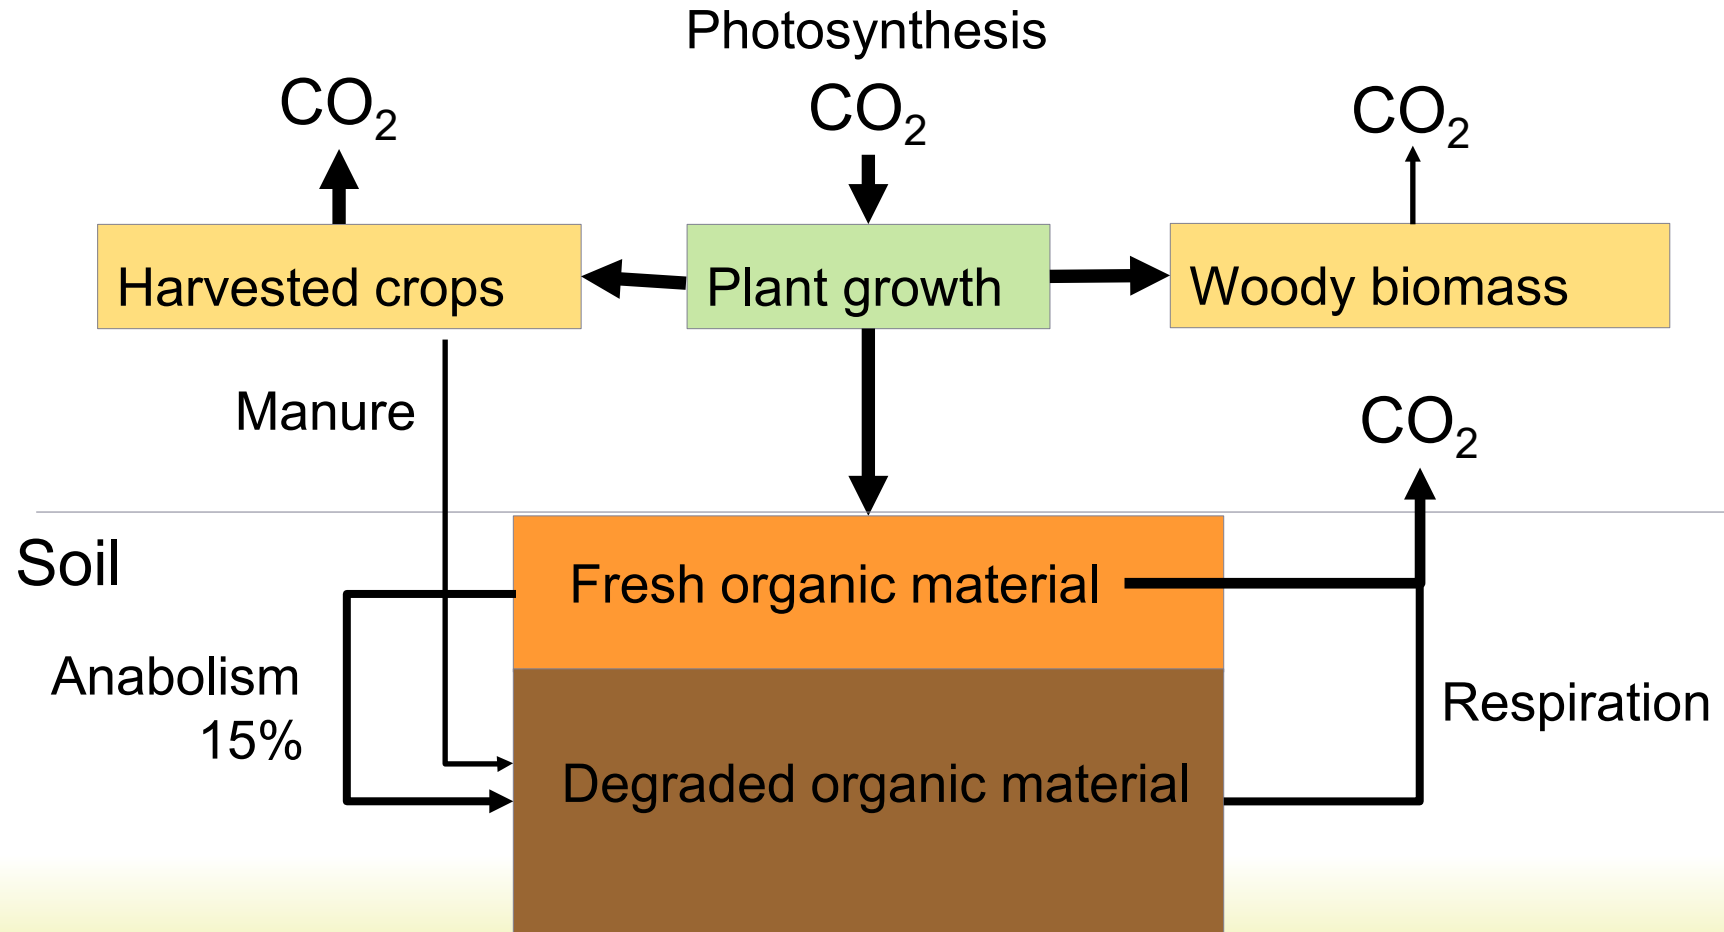 Photosynthesis
CO₂
CO₂
CO₂
Harvested crops
Plant growth
Woody biomass
Manure
CO₂
Soil
Fresh organic material
Anabolism
15%
Respiration
Degraded organic material